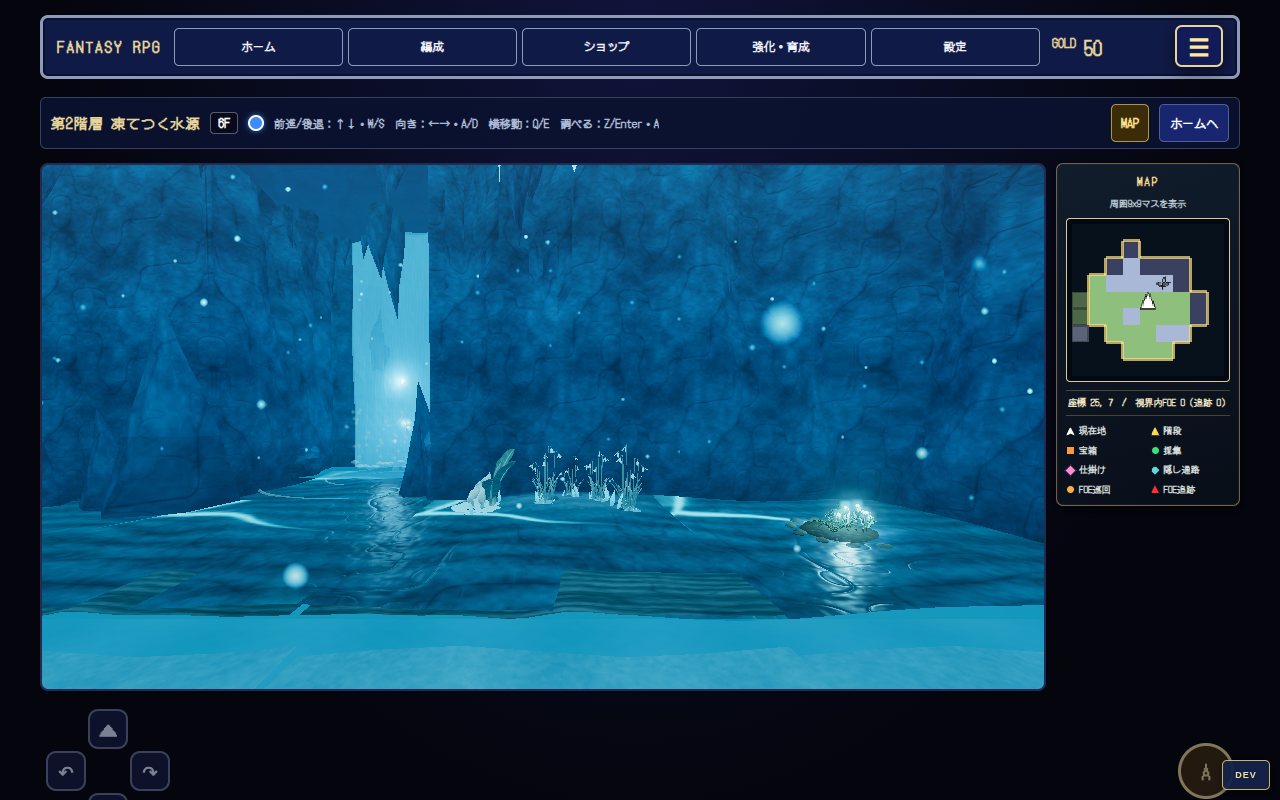 FANTASY RPG
ホーム
編成
ショップ
強化・育成
設定
GOLD 50
第2階層 凍てつく水源
6F
前進/後退：↑↓・W/S 向き：←→・A/D 横移動：Q/E 調べる：Z/Enter・A
MAP
ホームへ
MAP
周囲9x9マスを表示
座標 25, 7 / 視界内FOE 0（追跡 0）
現在地
階段
宝箱
採集
仕掛け
隠し通路
FOE巡回
FOE追跡
A
DEV